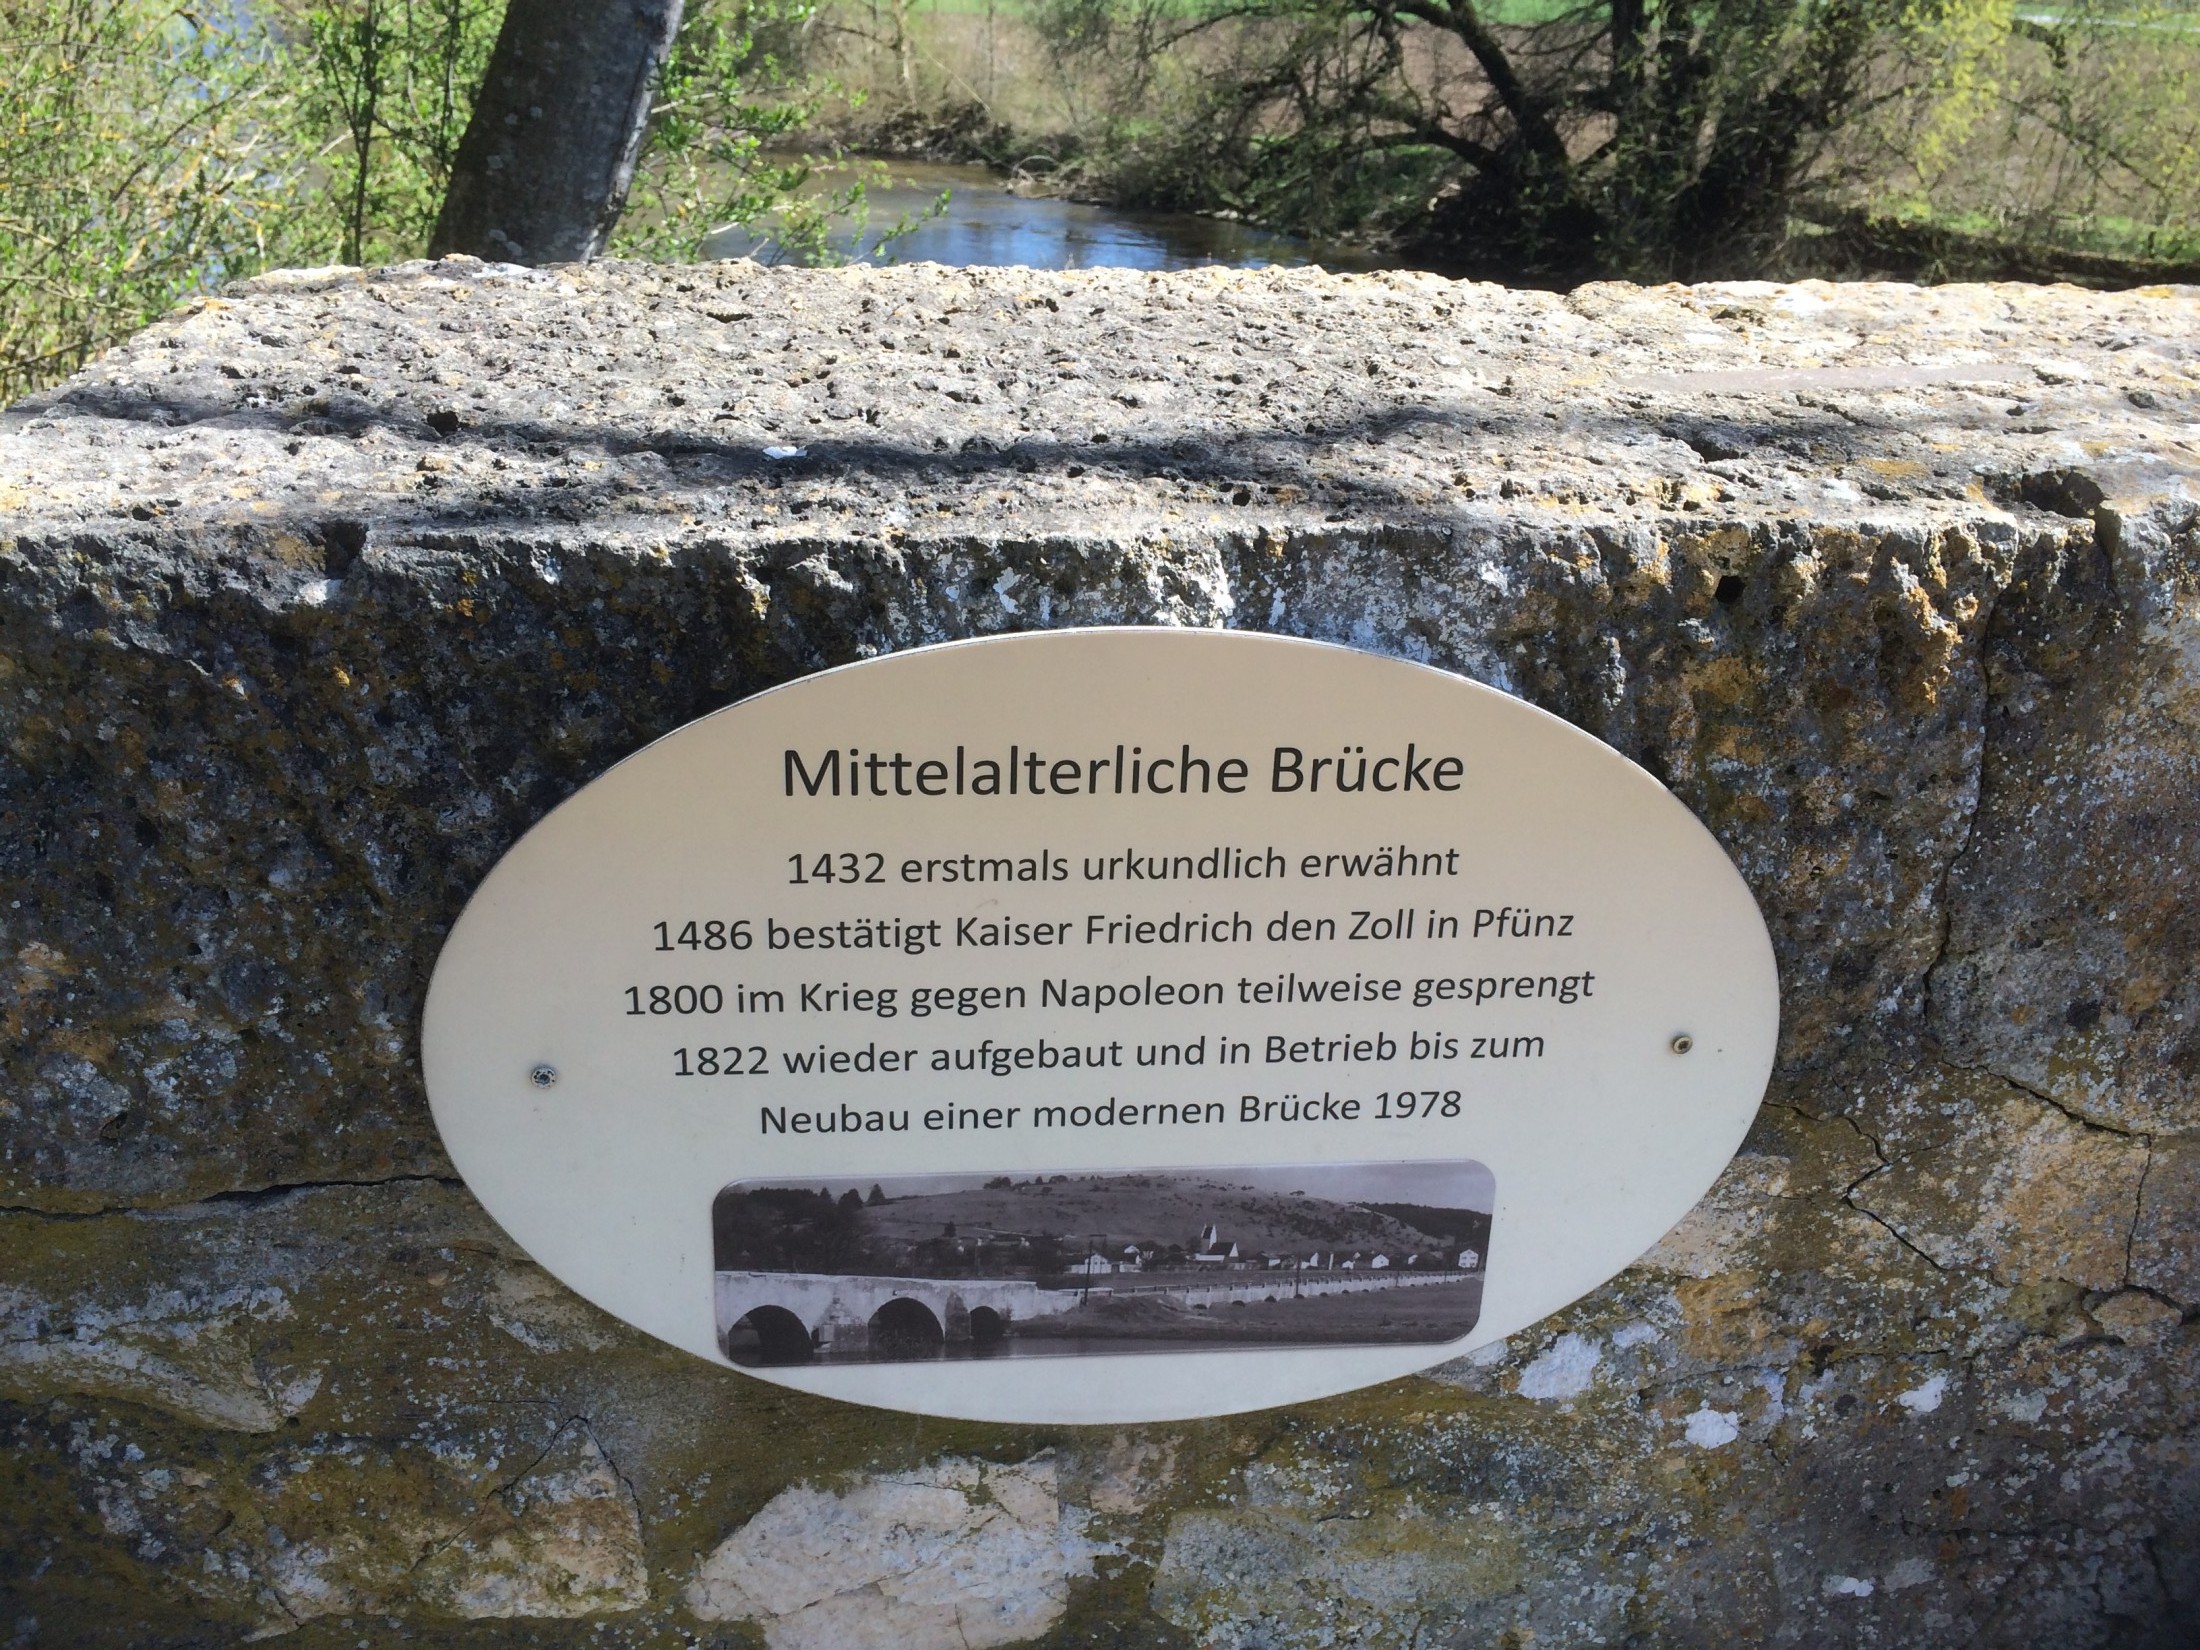 Mittelalterliche Brücke
1432 erstmals urkundlich erwähnt
1486 bestätigt Kaiser Friedrich den Zoll in Pfünz
1800 im Krieg gegen Napoleon teilweise gesprengt
1822 wieder aufgebaut und in Betrieb bis zum
Neubau einer modernen Brücke 1978